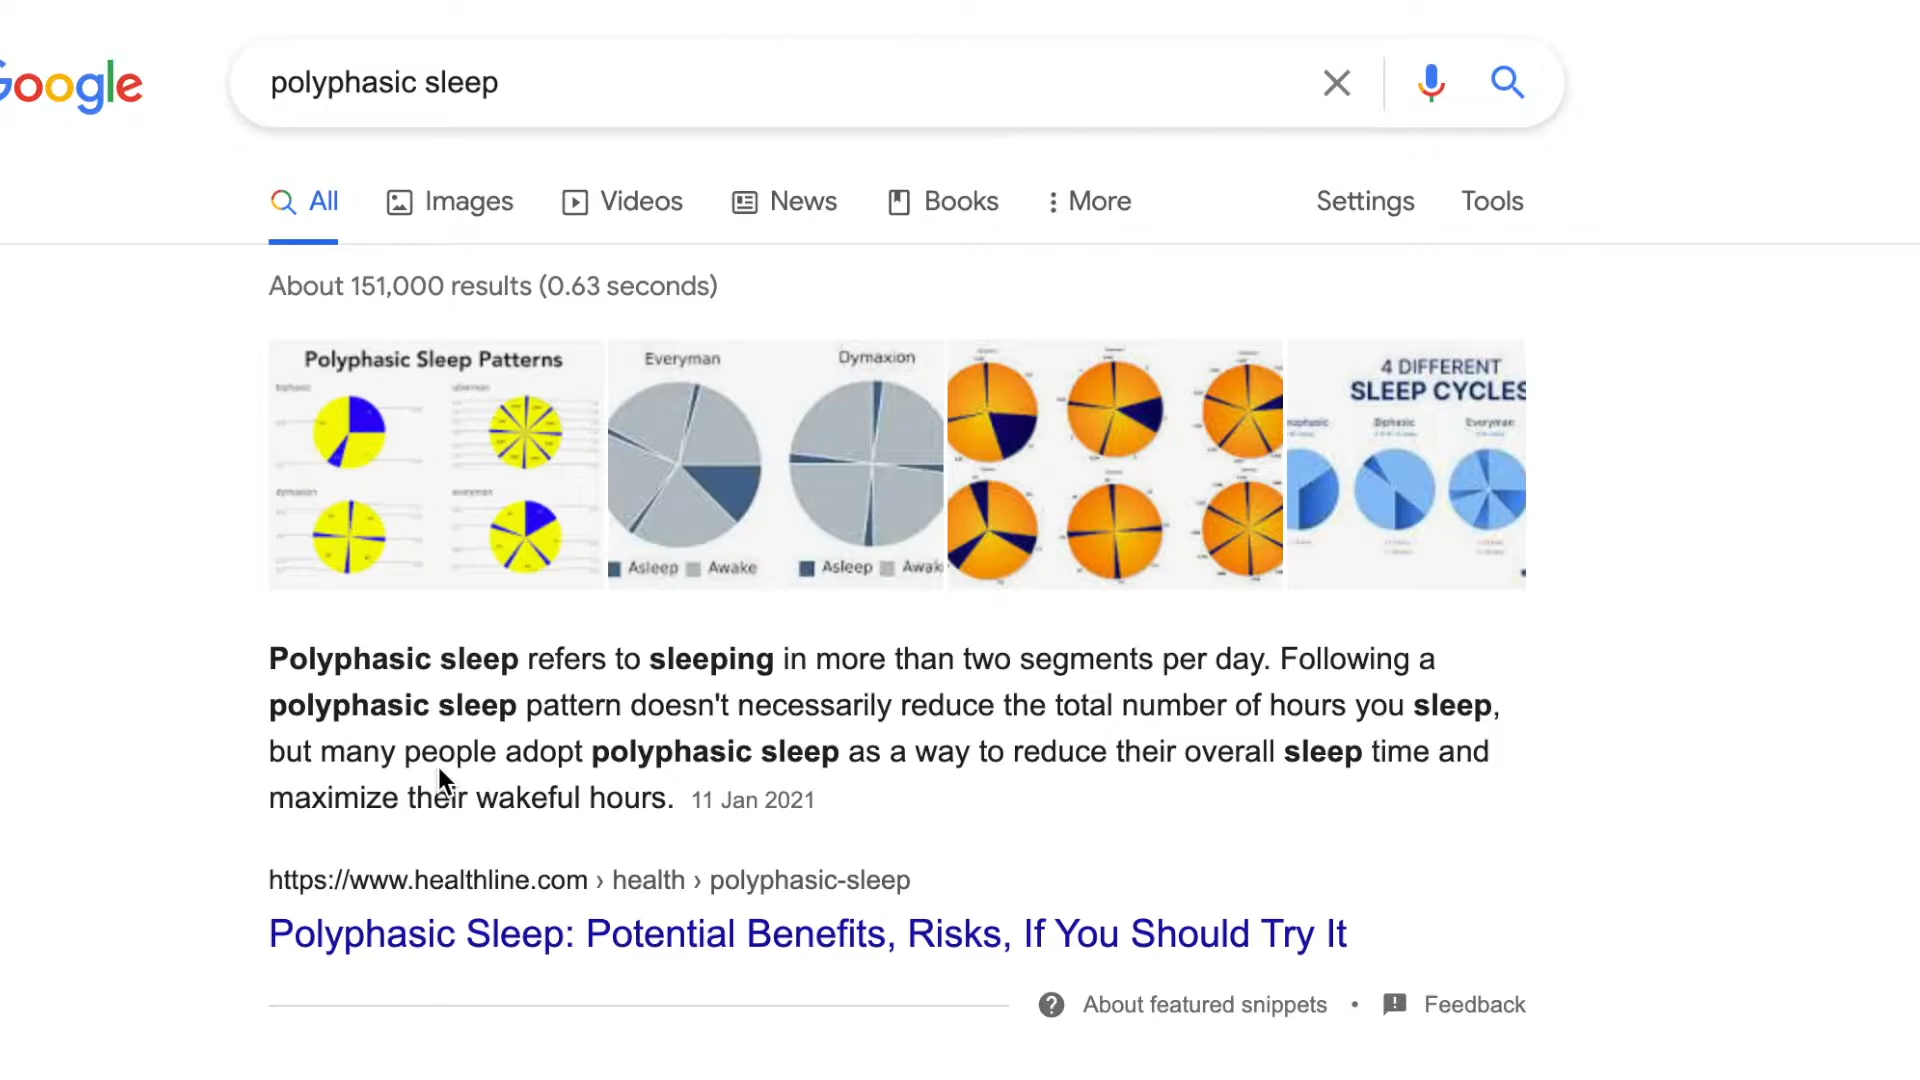 Google
polyphasic sleep
All Images Videos News Books More Settings Tools
About 151,000 results (0.63 seconds)
Polyphasic Sleep Patterns
biphasic uberman
dymaxion everyman
Everyman Dymaxion
Asleep Awake Asleep
4 DIFFERENT
SLEEP CYCLES
Biphasic Everyman
Polyphasic sleep refers to sleeping in more than two segments per day. Following a
polyphasic sleep pattern doesn't necessarily reduce the total number of hours you sleep,
but many people adopt polyphasic sleep as a way to reduce their overall sleep time and
maximize their wakeful hours. 11 Jan 2021
https://www.healthline.com › health › polyphasic-sleep
Polyphasic Sleep: Potential Benefits, Risks, If You Should Try It
About featured snippets • Feedback